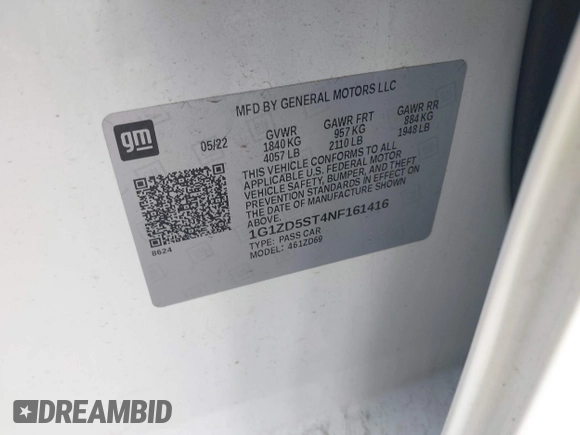 MFD BY GENERAL MOTORS LLC
gm
05/22
GVWR GAWR FRT GAWR RR
1840 KG 957 KG 884 KG
4057 LB 2110 LB 1948 LB
THIS VEHICLE CONFORMS TO ALL
APPLICABLE U.S. FEDERAL MOTOR
VEHICLE SAFETY, BUMPER, AND THEFT
PREVENTION STANDARDS IN EFFECT ON
THE DATE OF MANUFACTURE SHOWN
ABOVE.
1G1ZD5ST4NF161416
TYPE: PASS CAR
MODEL: 461ZD69
8624
DREAMBID